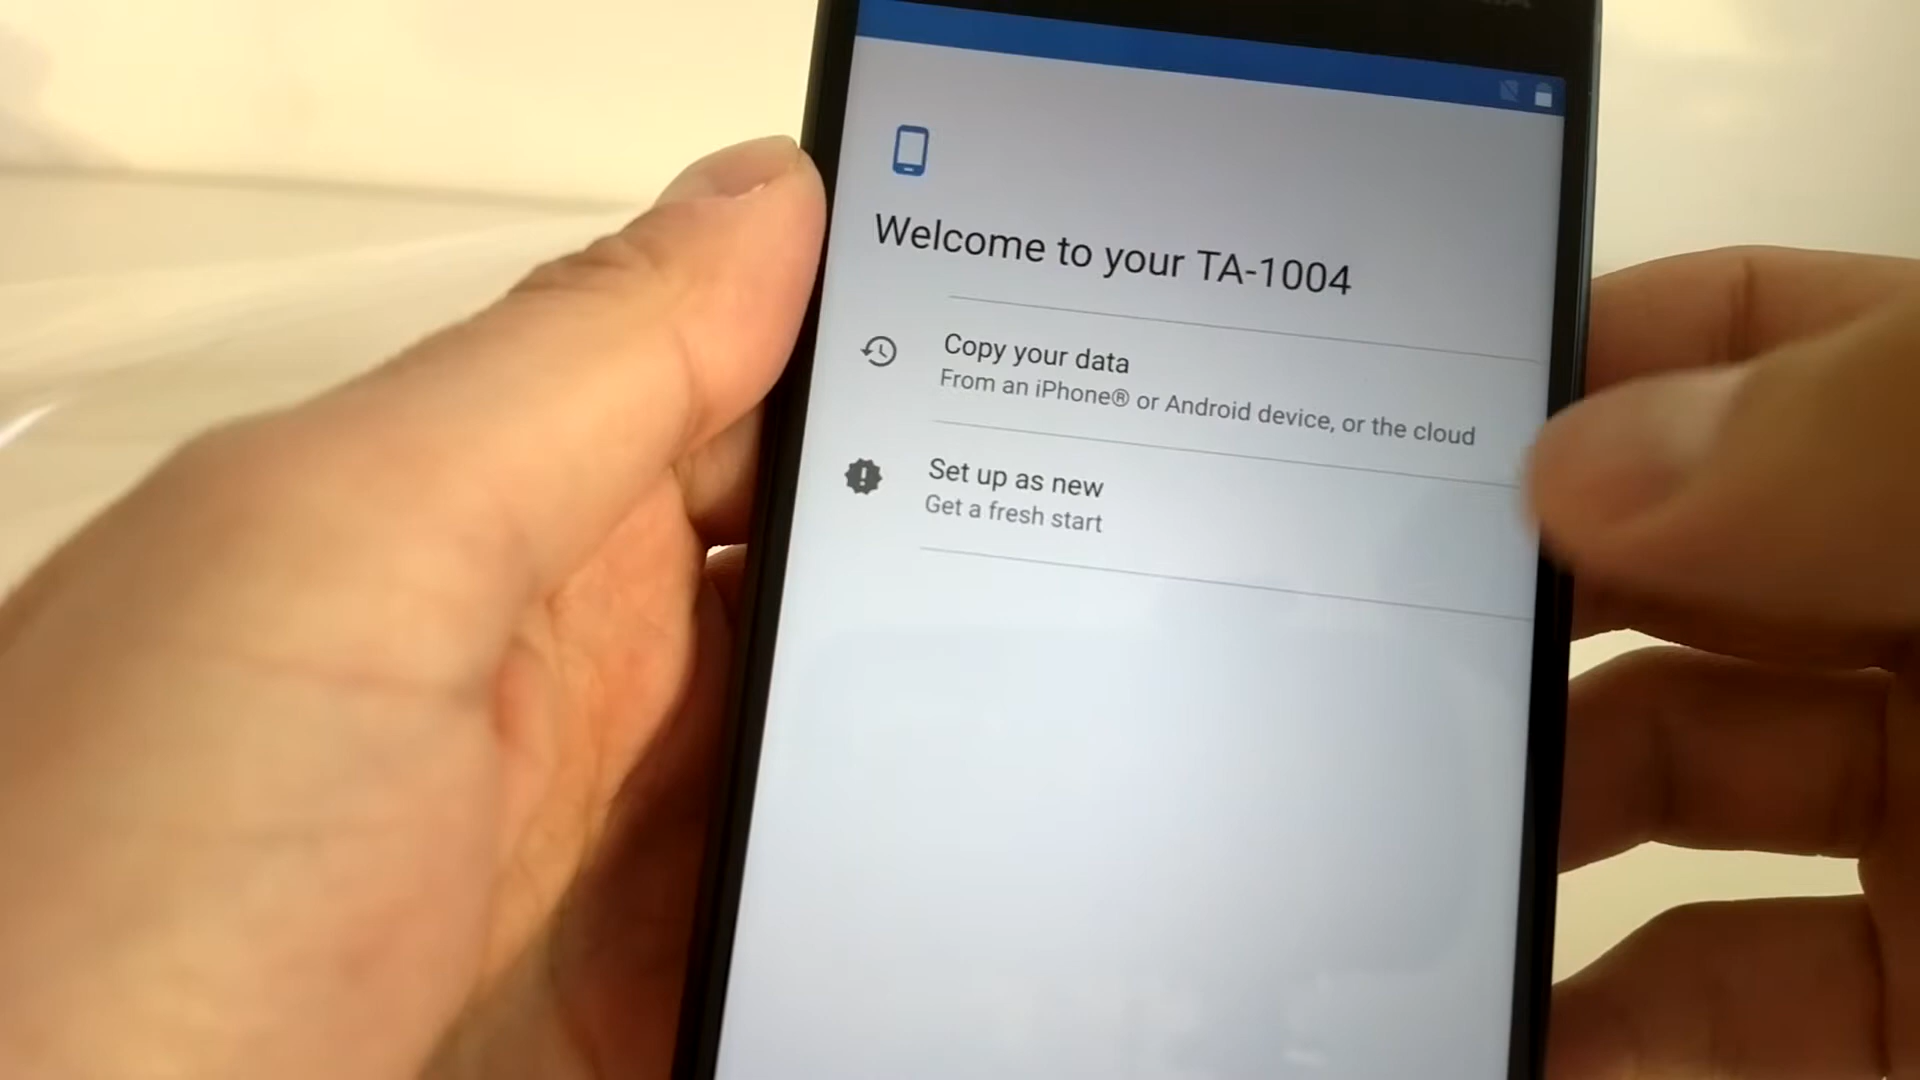 Welcome to your TA-1004
Copy your data
From an iPhone® or Android device, or the cloud
Set up as new
Get a fresh start